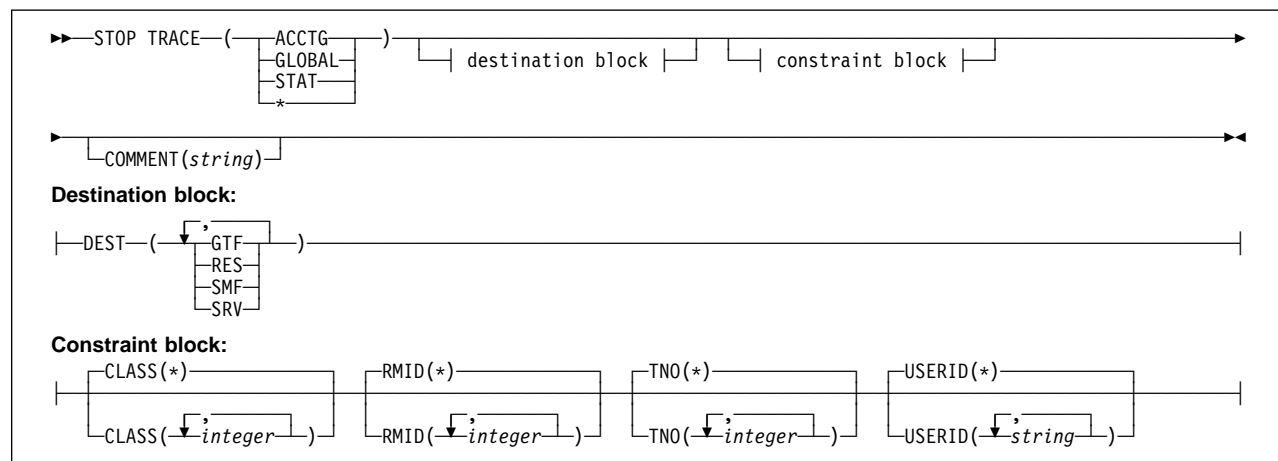 STOP TRACE ( ACCTG )
GLOBAL
STAT
*
destination block
constraint block
COMMENT(string)
Destination block:
,
DEST ( GTF )
RES
SMF
SRV
Constraint block:
CLASS(*) RMID(*) TNO(*) USERID(*)
, , , ,
CLASS( integer ) RMID( integer ) TNO( integer ) USERID( string )